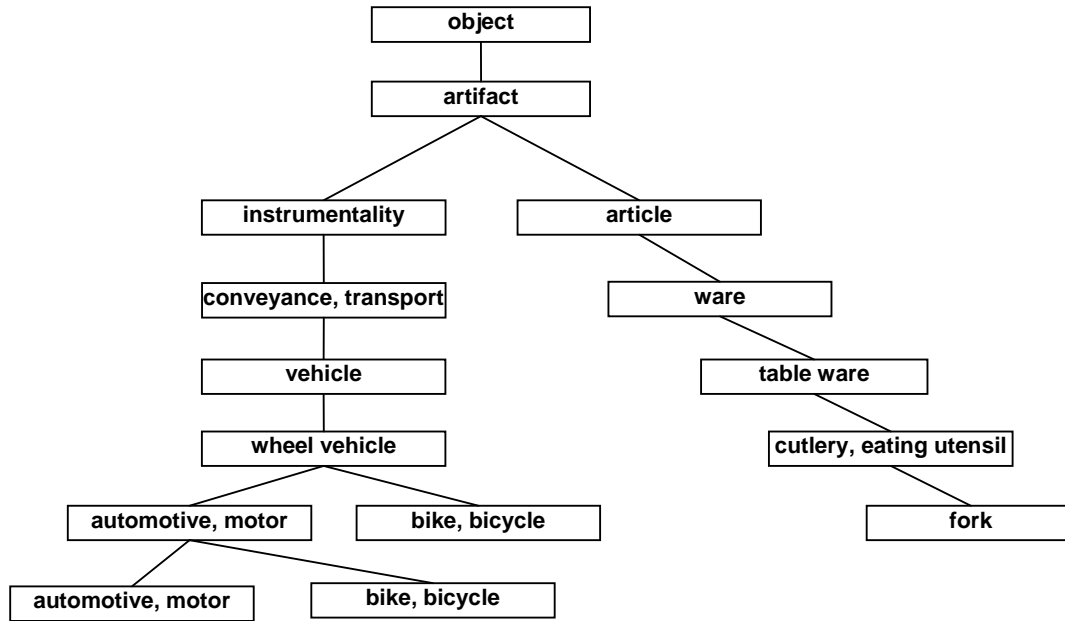 object
artifact
instrumentality
article
conveyance, transport
ware
vehicle
table ware
wheel vehicle
cutlery, eating utensil
automotive, motor
bike, bicycle
fork
automotive, motor
bike, bicycle